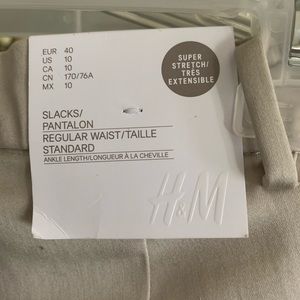 EUR 40
US 10
CA 10
CN 170/76A
MX 10
SUPER
STRETCH/
TRÈS
EXTENSIBLE
SLACKS/
PANTALON
REGULAR WAIST/TAILLE
STANDARD
ANKLE LENGTH/LONGUEUR À LA CHEVILLE
H&M